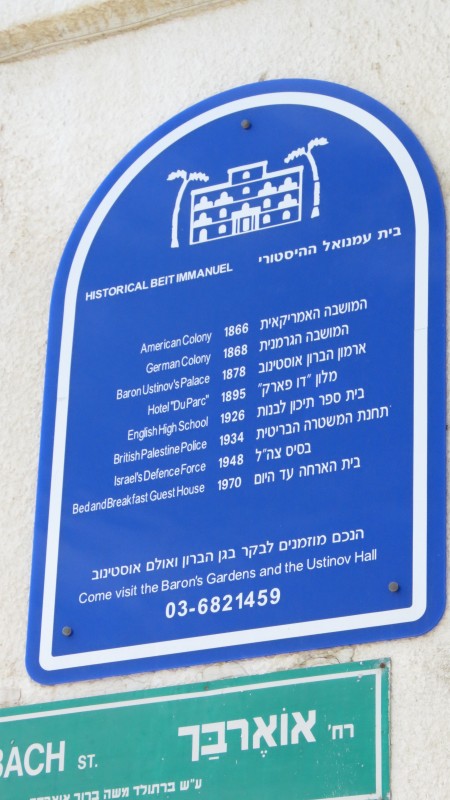 בית עמנואל ההיסטורי
HISTORICAL BEIT IMMANUEL
American Colony 1866 המושבה האמריקאית
German Colony 1868 המושבה הגרמנית
Baron Ustinov's Palace 1878 ארמון הברון אוסטינוב
Hotel "Du Parc" 1895 מלון "דו פארק"
English High School 1926 בית ספר תיכון לבנות
British Palestine Police 1934 תחנת המשטרה הבריטית
Israel's Defence Force 1948 בסיס צה"ל
Bed and Breakfast Guest House 1970 בית הארחה עד היום
הנכם מוזמנים לבקר בגן הברון ואולם אוסטינוב
Come visit the Baron's Gardens and the Ustinov Hall
03-6821459
רח' אוֹאֶרבַּך
BACH ST.
ע"ש ברתולד משה ברוך